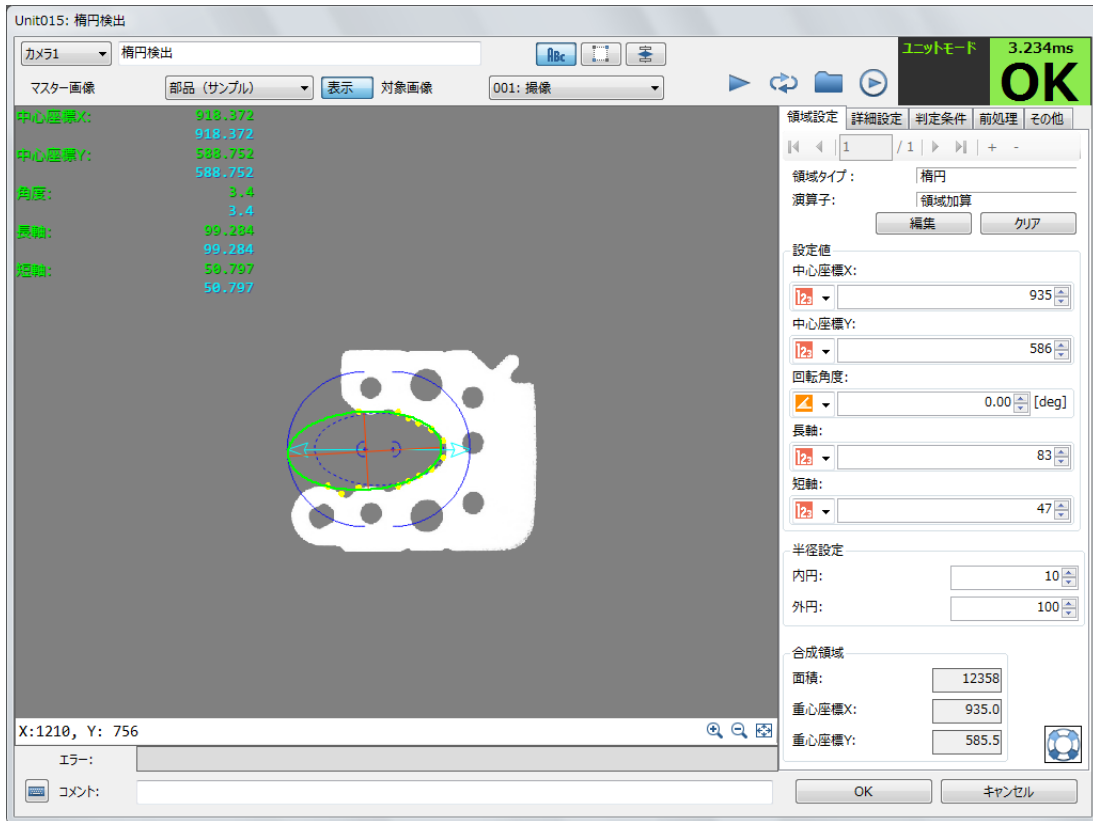 Unit015: 楕円検出
カメラ1 楕円検出 ABc ユニットモード 3.234ms
OK
マスター画像 部品（サンプル） 表示 対象画像 001: 撮像
中心座標X: 918.372
918.372
中心座標Y: 588.752
588.752
角度: 3.4
3.4
長軸: 99.284
99.284
短軸: 50.797
50.797
領域設定 詳細設定 判定条件 前処理 その他
1 / 1 + -
領域タイプ： 楕円
演算子: 領域加算
編集 クリア
設定値
中心座標X:
123 935
中心座標Y:
123 586
回転角度:
0.00 [deg]
長軸:
123 83
短軸:
123 47
半径設定
内円: 10
外円: 100
合成領域
面積: 12358
重心座標X: 935.0
重心座標Y: 585.5
X:1210, Y: 756
エラー:
コメント:
OK キャンセル